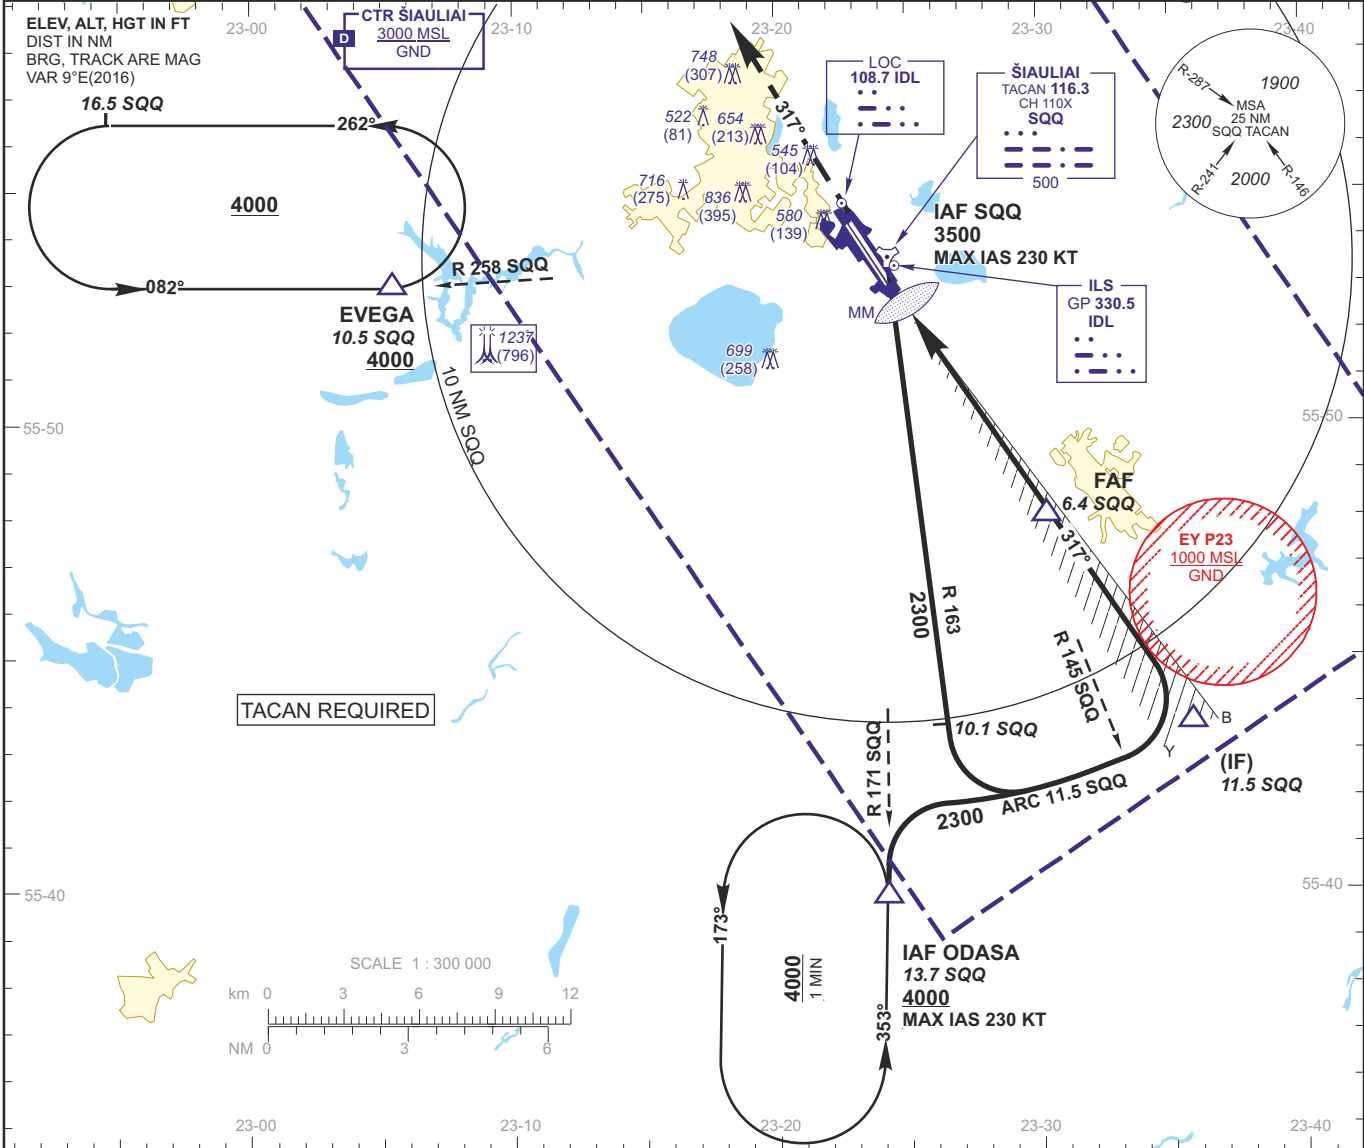 23-00
23-10
23-20
23-30
23-40
ELEV, ALT, HGT IN FT
DIST IN NM
BRG, TRACK ARE MAG
VAR 9°E(2016)
D
CTR ŠIAULIAI
3000 MSL
GND
16.5 SQQ
262°
4000
082°
EVEGA
10.5 SQQ
4000
R 258 SQQ
1237
(796)
10 NM SQQ
748
(307)
522
(81)
654
(213)
545
(104)
716
(275)
836
(395)
580
(139)
699
(258)
317°
LOC
108.7 IDL
ŠIAULIAI
TACAN 116.3
CH 110X
SQQ
500
R-287
1900
MSA
25 NM
SQQ TACAN
2300
R-241
2000
R-146
IAF SQQ
3500
MAX IAS 230 KT
MM
ILS
GP 330.5
IDL
55-50
55-50
FAF
6.4 SQQ
317°
EY P23
1000 MSL
GND
R 163
2300
R 145 SQQ
TACAN REQUIRED
10.1 SQQ
R 171 SQQ
B
Y
(IF)
11.5 SQQ
ARC 11.5 SQQ
2300
55-40
55-40
173°
4000
1 MIN
353°
IAF ODASA
13.7 SQQ
4000
MAX IAS 230 KT
SCALE 1 : 300 000
km 0 3 6 9 12
NM 0 3 6
23-00
23-10
23-20
23-30
23-40